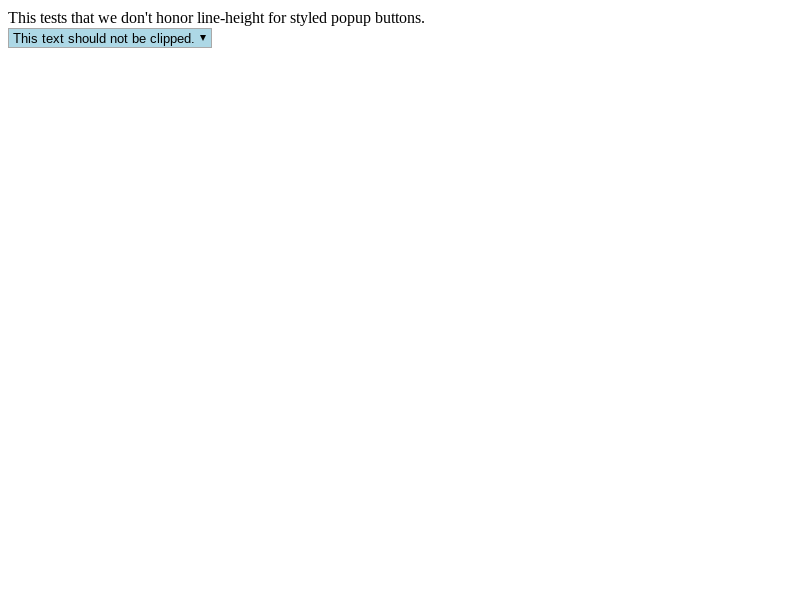 This tests that we don't honor line-height for styled popup buttons.
This text should not be clipped.